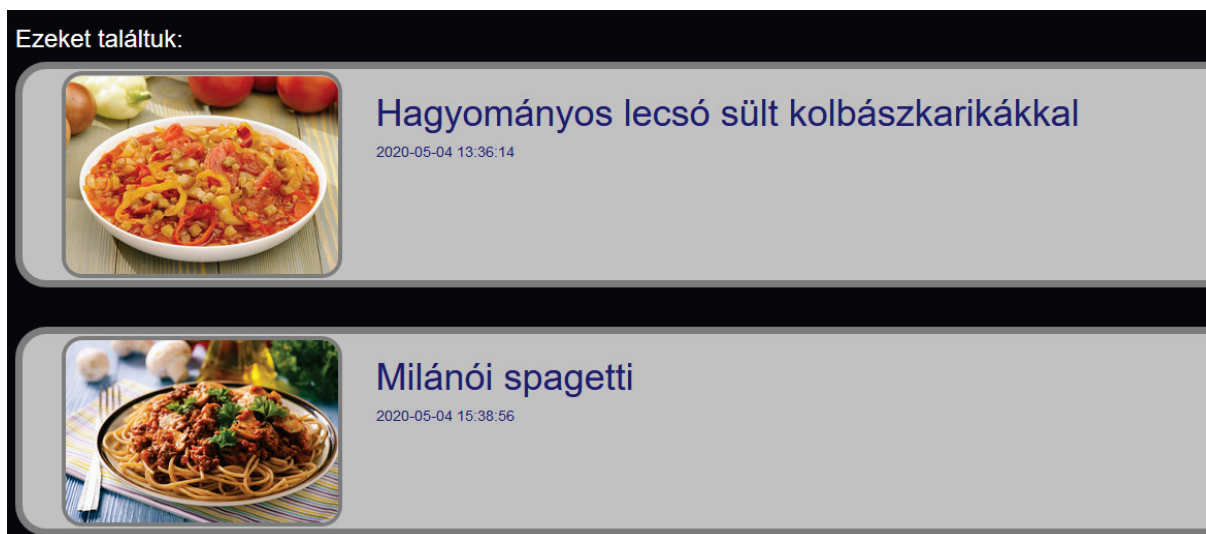 Ezeket találtuk:
Hagyományos lecsó sült kolbászkarikákkal
2020-05-04 13:36:14
Milánói spagetti
2020-05-04 15:38:56